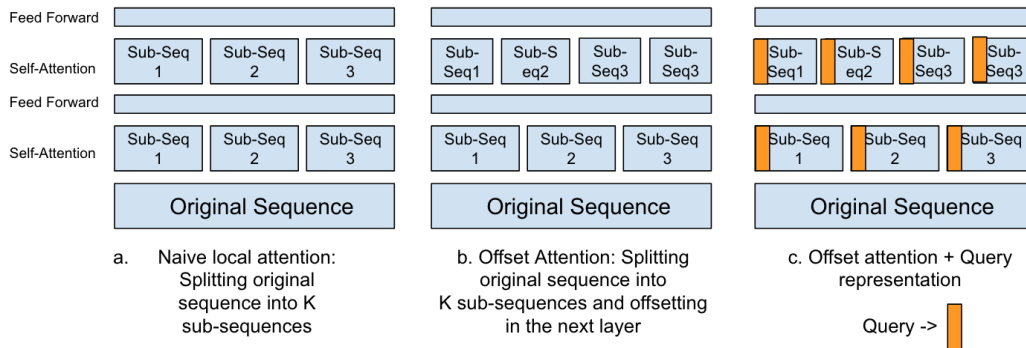 Feed Forward
Sub-Seq
1
Sub-Seq
2
Sub-Seq
3
Sub-
Seq1
Sub-S
eq2
Sub-
Seq3
Sub-
Seq3
Sub-
Seq1
Sub-S
eq2
Sub-
Seq3
Sub-
Seq3
Self-Attention
Feed Forward
Self-Attention
Sub-Seq
1
Sub-Seq
2
Sub-Seq
3
Sub-Seq
1
Sub-Seq
2
Sub-Seq
3
Sub-Seq
1
Sub-Seq
2
Sub-Seq
3
Original Sequence
Original Sequence
Original Sequence
a. Naive local attention:
Splitting original
sequence into K
sub-sequences
b. Offset Attention: Splitting
original sequence into
K sub-sequences and offsetting
in the next layer
c. Offset attention + Query
representation
Query ->